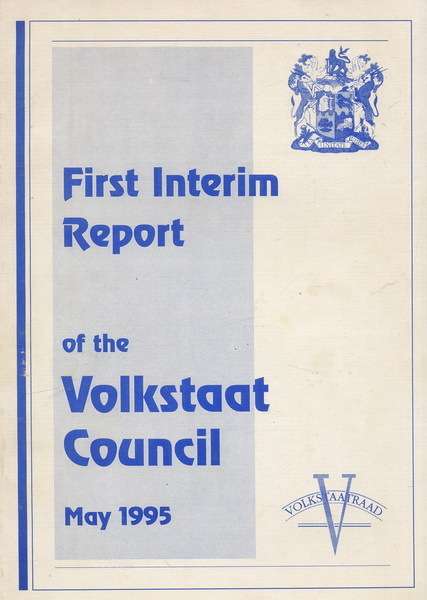 First Interim
Report
of the
Volkstaat
Council
May 1995
VOLKSTAATRAAD
V